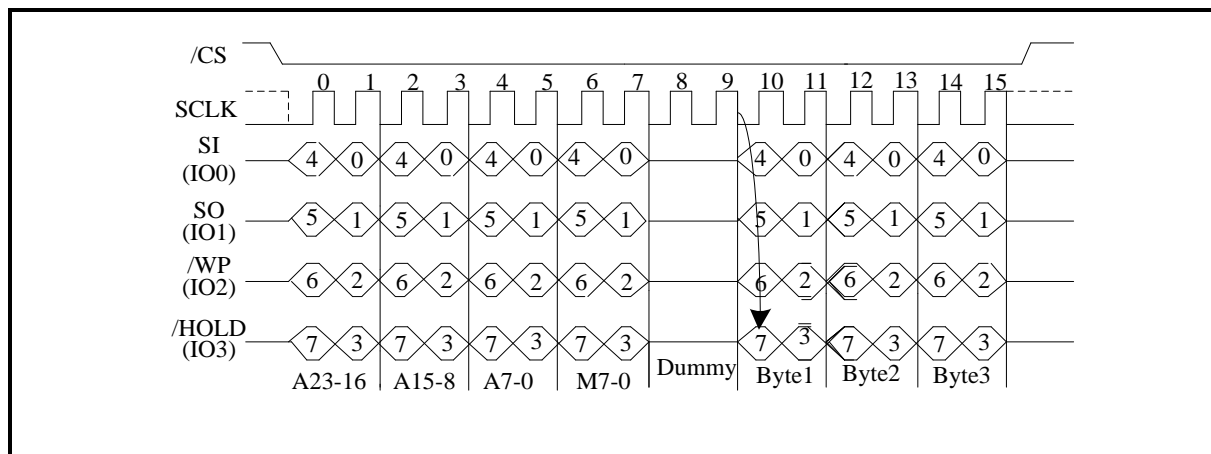 /CS
0 1 2 3 4 5 6 7 8 9 10 11 12 13 14 15
SCLK
SI
(IO0)
4 0 4 0 4 0 4 0 4 0 4 0 4 0
SO
(IO1)
5 1 5 1 5 1 5 1 5 1 5 1 5 1
/WP
(IO2)
6 2 6 2 6 2 6 2 6 2 6 2 6 2
/HOLD
(IO3)
7 3 7 3 7 3 7 3 7 3 7 3 7 3
A23-16 A15-8 A7-0 M7-0 Dummy Byte1 Byte2 Byte3